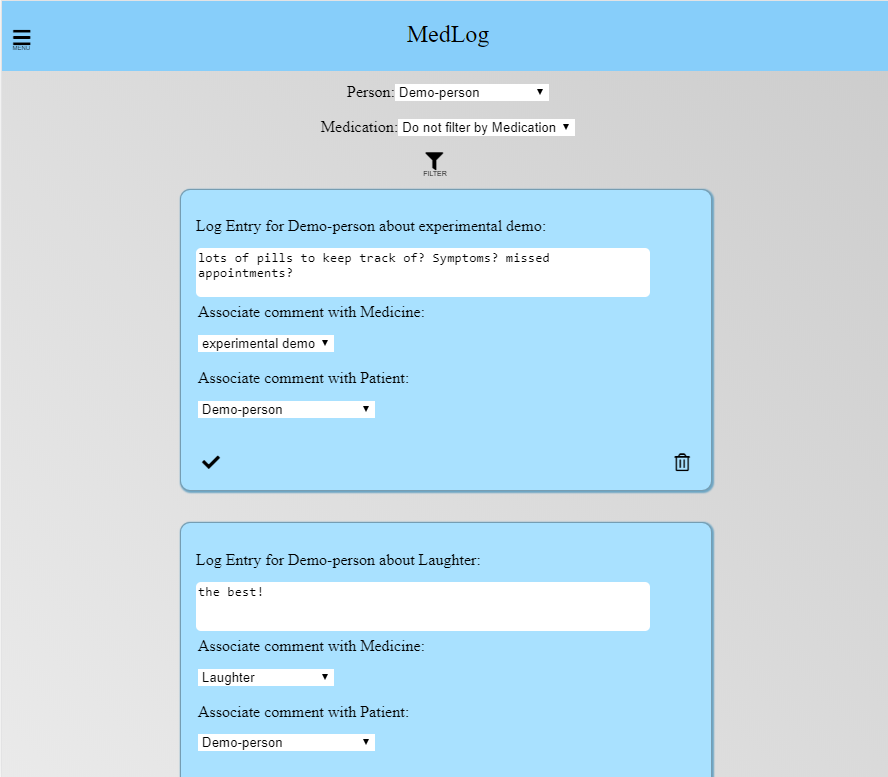 MedLog
MENU
Person: Demo-person
Medication: Do not filter by Medication
FILTER
Log Entry for Demo-person about experimental demo:
lots of pills to keep track of? Symptoms? missed
appointments?
Associate comment with Medicine:
experimental demo
Associate comment with Patient:
Demo-person
Log Entry for Demo-person about Laughter:
the best!
Associate comment with Medicine:
Laughter
Associate comment with Patient:
Demo-person